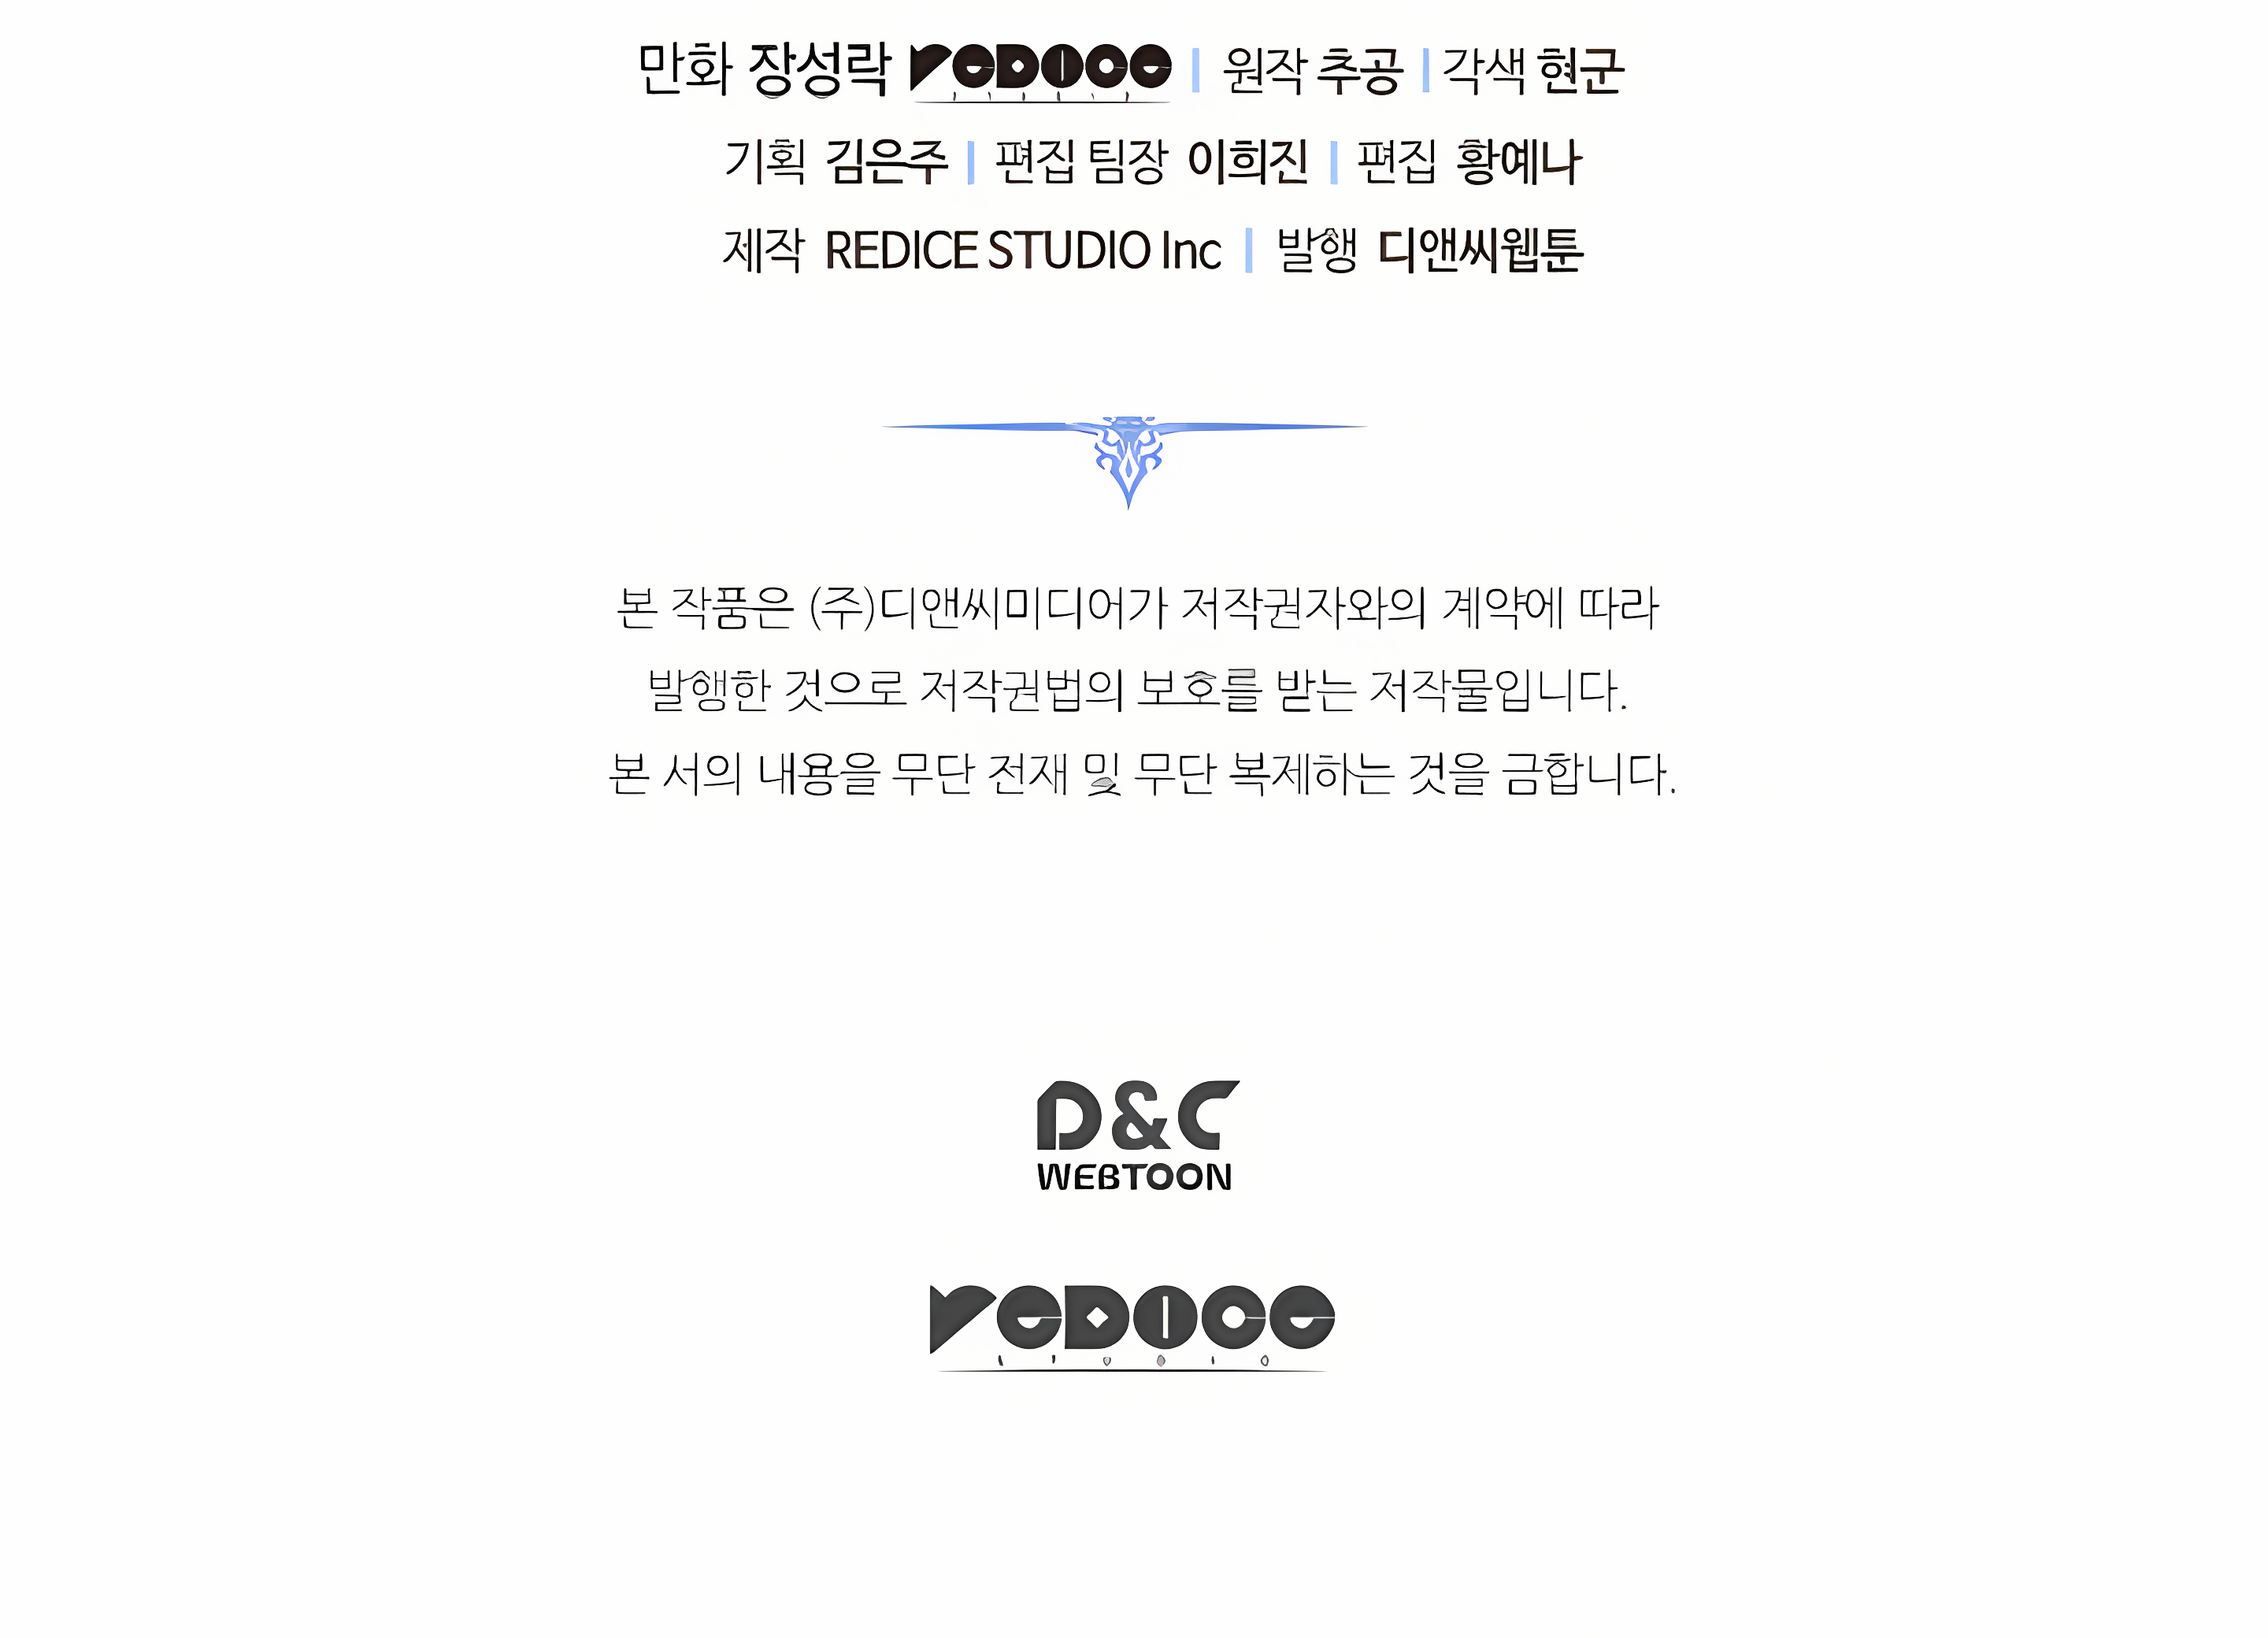 만화 장성락 REDICE | 원작 추공 | 각색 현군
기획 김은주 | 편집 팀장 이희진 | 편집 황예나
제작 REDICE STUDIO Inc | 발행 디앤씨웹툰
본 작품은 (주)디앤씨미디어가 저작권자와의 계약에 따라
발행한 것으로 저작권법의 보호를 받는 저작물입니다.
본 서의 내용을 무단 전재 및 무단 복제하는 것을 금합니다.
D&C
WEBTOON
REDICE